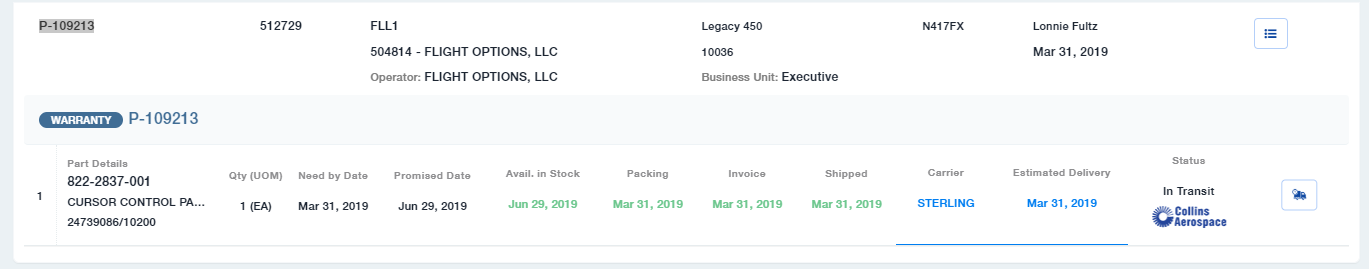 P-109213 512729 FLL1 Legacy 450 N417FX Lonnie Fultz
504814 - FLIGHT OPTIONS, LLC 10036 Mar 31, 2019
Operator: FLIGHT OPTIONS, LLC Business Unit: Executive
WARRANTY P-109213
1
Part Details
822-2837-001
CURSOR CONTROL PA...
24739086/10200
Qty (UOM)
1 (EA)
Need by Date
Mar 31, 2019
Promised Date
Jun 29, 2019
Avail. in Stock
Jun 29, 2019
Packing
Mar 31, 2019
Invoice
Mar 31, 2019
Shipped
Mar 31, 2019
Carrier
STERLING
Estimated Delivery
Mar 31, 2019
Status
In Transit
Collins
Aerospace